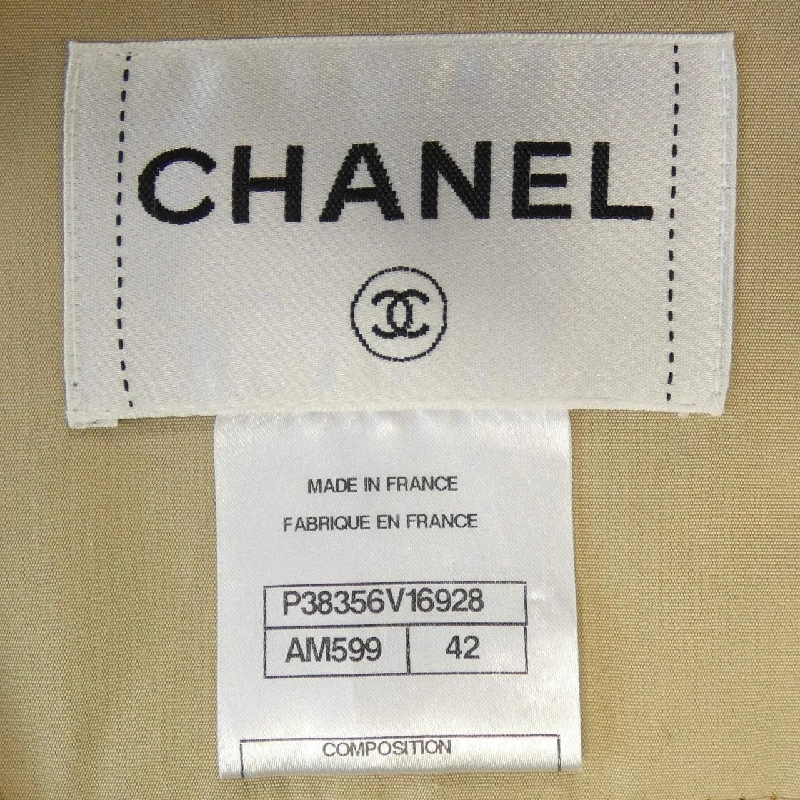 CHANEL
MADE IN FRANCE
FABRIQUE EN FRANCE
P38356V16928
AM599 42
COMPOSITION